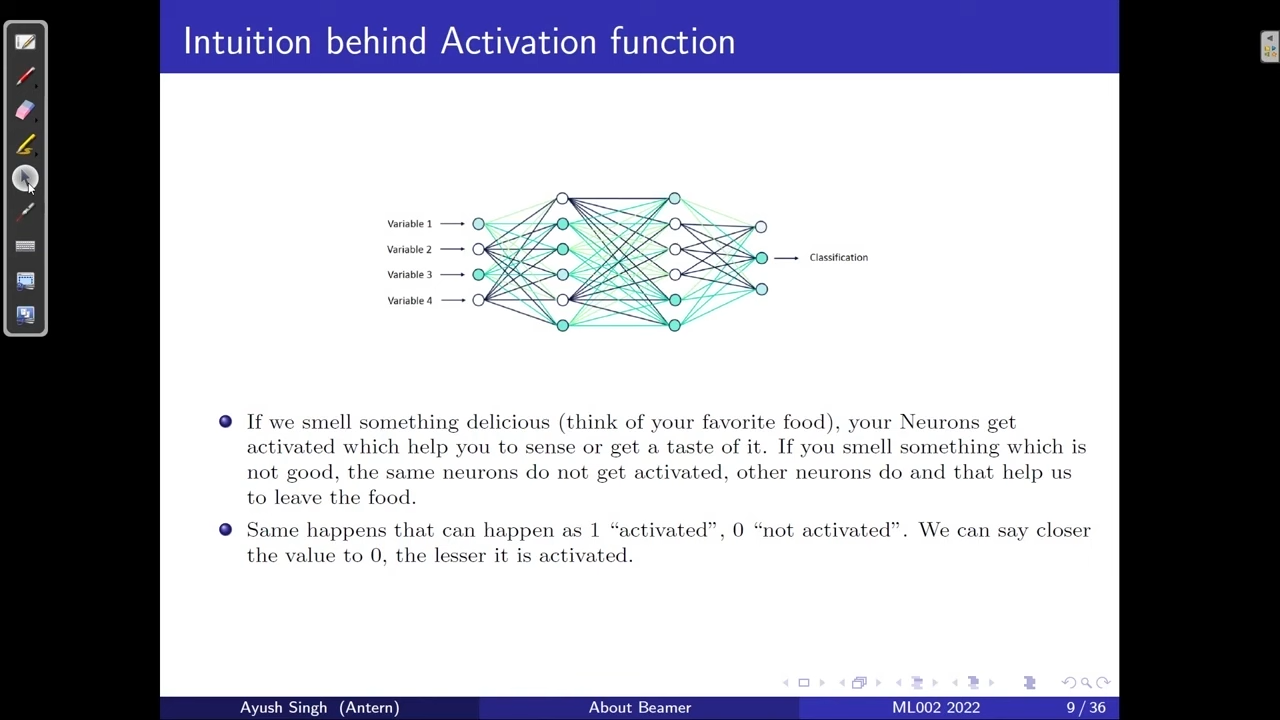 Intuition behind Activation function
Variable 1
Variable 2
Variable 3
Variable 4
Classification
If we smell something delicious (think of your favorite food), your Neurons get
activated which help you to sense or get a taste of it. If you smell something which is
not good, the same neurons do not get activated, other neurons do and that help us
to leave the food.
Same happens that can happen as 1 “activated”, 0 “not activated”. We can say closer
the value to 0, the lesser it is activated.
Ayush Singh (Antern)
About Beamer
ML002 2022
9 / 36